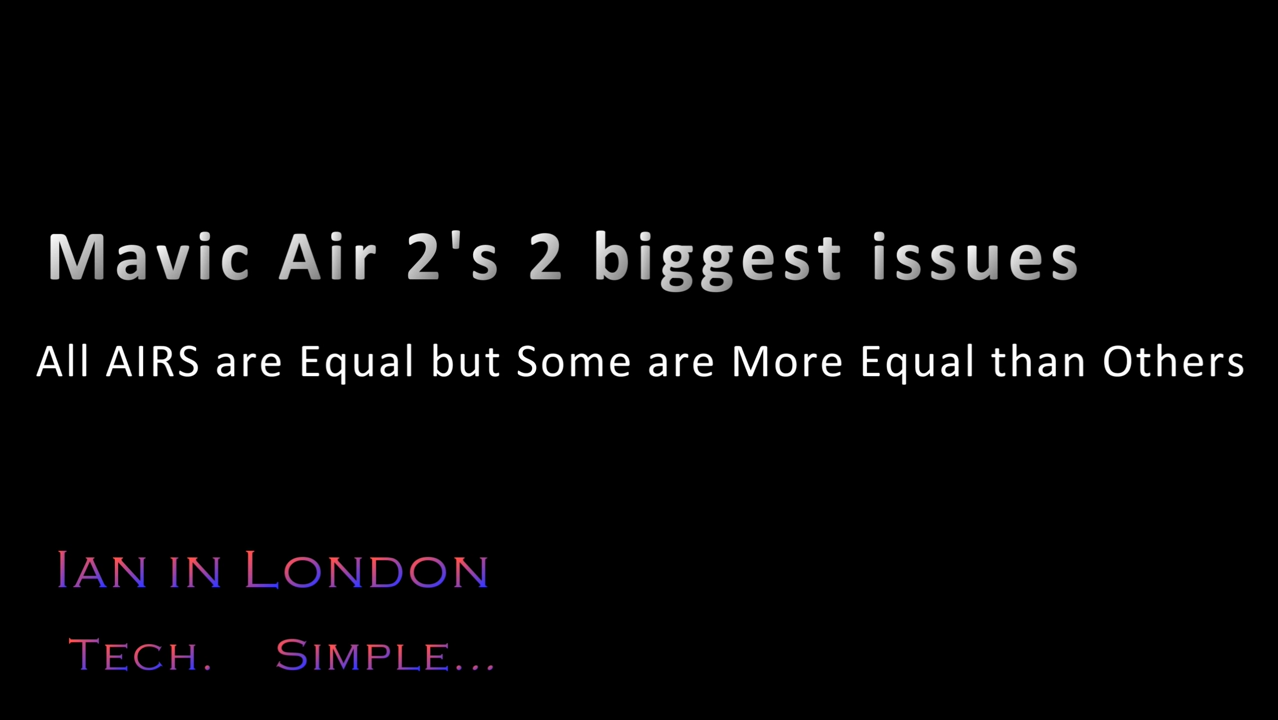 Mavic Air 2's 2 biggest issues
All AIRS are Equal but Some are More Equal than Others
Ian in London
Tech. Simple...